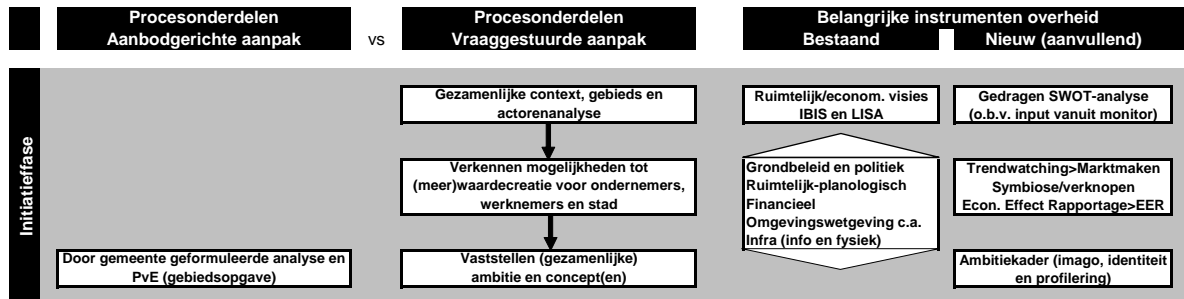 Procesonderdelen
Aanbodgerichte aanpak
vs
Procesonderdelen
Vraaggestuurde aanpak
Belangrijke instrumenten overheid
Bestaand
Nieuw (aanvullend)
Initiatieffase
Gezamenlijke context, gebieds en
actorenanalyse
Ruimtelijk/econom. visies
IBIS en LISA
Gedragen SWOT-analyse
(o.b.v. input vanuit monitor)
Verkennen mogelijkheden tot
(meer)waardecreatie voor ondernemers,
werknemers en stad
Grondbeleid en politiek
Ruimtelijk-planologisch
Financieel
Omgevingswetgeving c.a.
Infra (info en fysiek)
Trendwatching>Marktmaken
Symbiose/verknopen
Econ. Effect Rapportage>EER
Door gemeente geformuleerde analyse en
PvE (gebiedsopgave)
Vaststellen (gezamenlijke)
ambitie en concept(en)
Ambitiekader (imago, identiteit
en profilering)